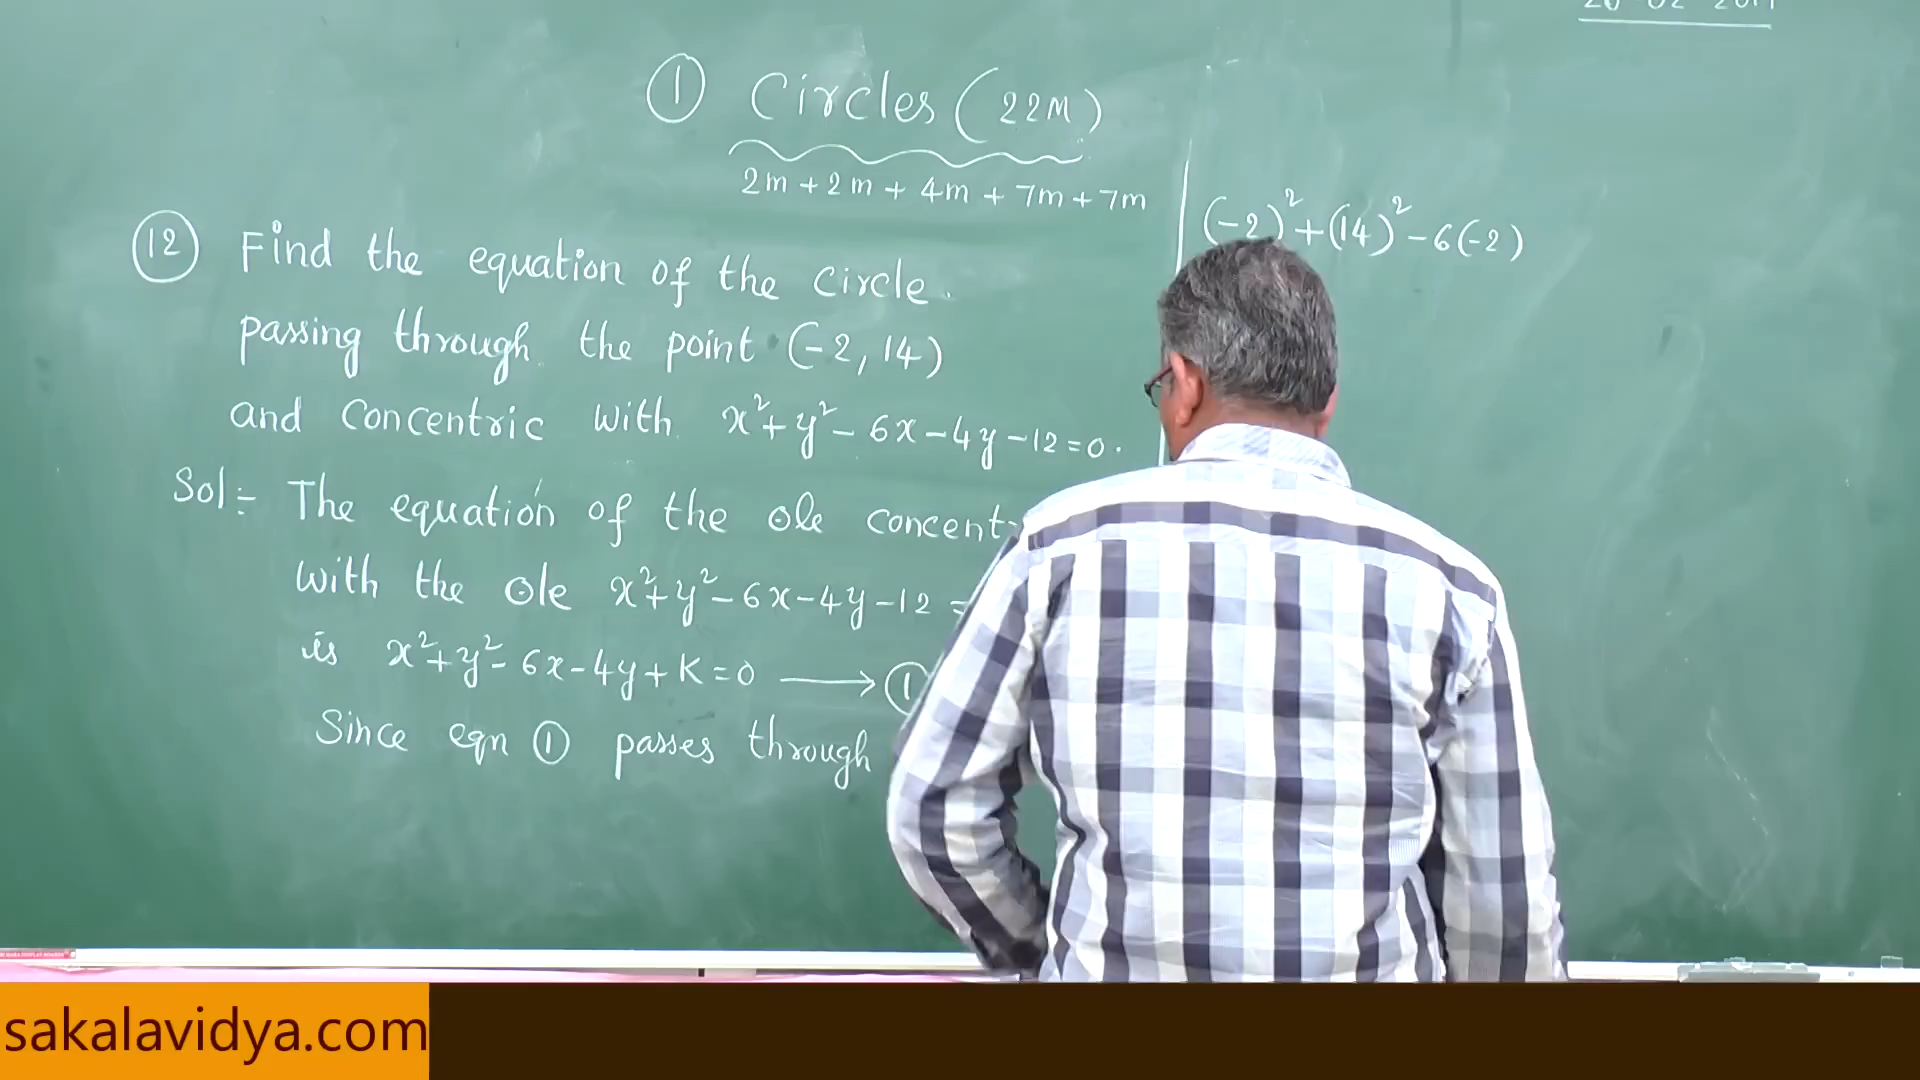 ① Circles (22M)
2m + 2m + 4m + 7m + 7m
⑫ Find the equation of the circle.
passing through the point (-2, 14)
and concentric with x² + y² - 6x - 4y - 12 = 0.
Sol:- The equation of the ole concent
with the ole x² + y² - 6x - 4y - 12 =
is x² + y² - 6x - 4y + K = 0 ⟶ ①
Since eqn ① passes through
(-2)² + (14)² - 6(-2)
sakalavidya.com